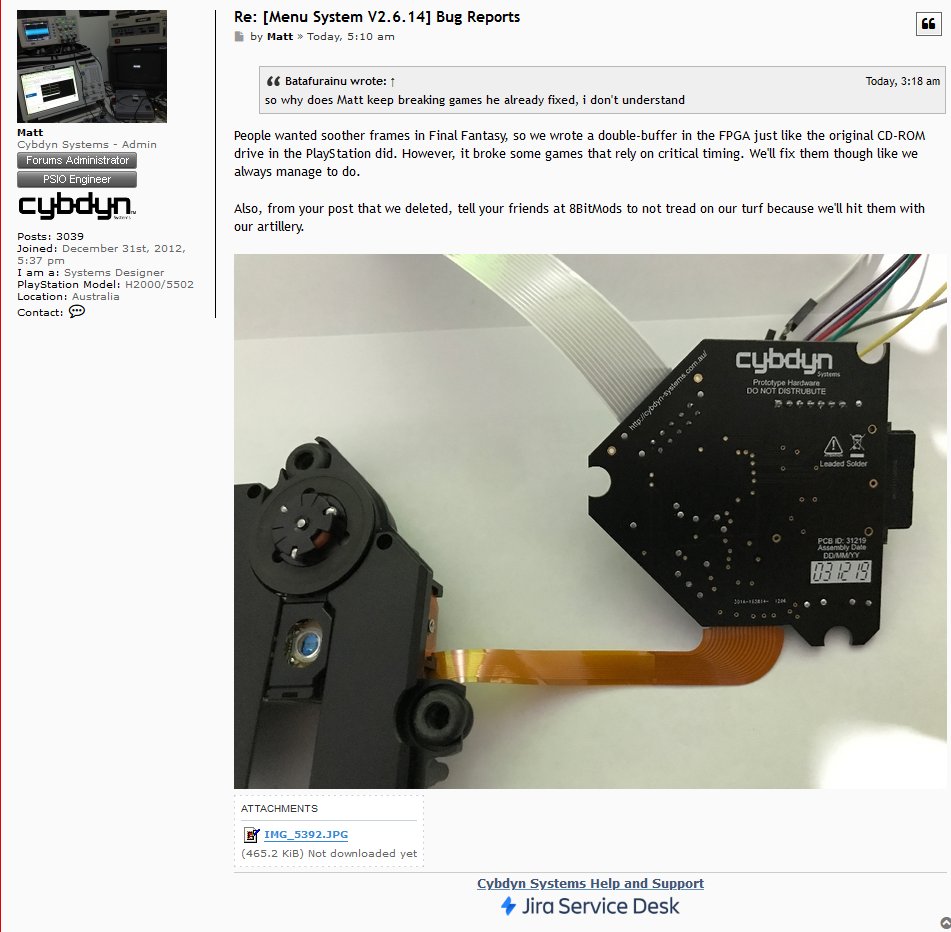 Re: [Menu System V2.6.14] Bug Reports
by Matt » Today, 5:10 am
Batafurainu wrote: ↑
Today, 3:18 am
so why does Matt keep breaking games he already fixed, i don't understand
People wanted soother frames in Final Fantasy, so we wrote a double-buffer in the FPGA just like the original CD-ROM
drive in the PlayStation did. However, it broke some games that rely on critical timing. We'll fix them though like we
always manage to do.
Also, from your post that we deleted, tell your friends at 8BitMods to not tread on our turf because we'll hit them with
our artillery.
Matt
Cybdyn Systems - Admin
Forums Administrator
PSIO Engineer
cybdyn
Systems
Posts: 3039
Joined: December 31st, 2012,
5:37 pm
I am a: Systems Designer
PlayStation Model: H2000/5502
Location: Australia
Contact:
http://cybdyn-systems.com.au/
cybdyn
Systems
Prototype Hardware
DO NOT DISTRUBUTE
Leaded Solder
PCB ID: 31219
Assembly Date
DD/MM/YY
031219
ATTACHMENTS
IMG_5392.JPG
(465.2 KiB) Not downloaded yet
Cybdyn Systems Help and Support
Jira Service Desk